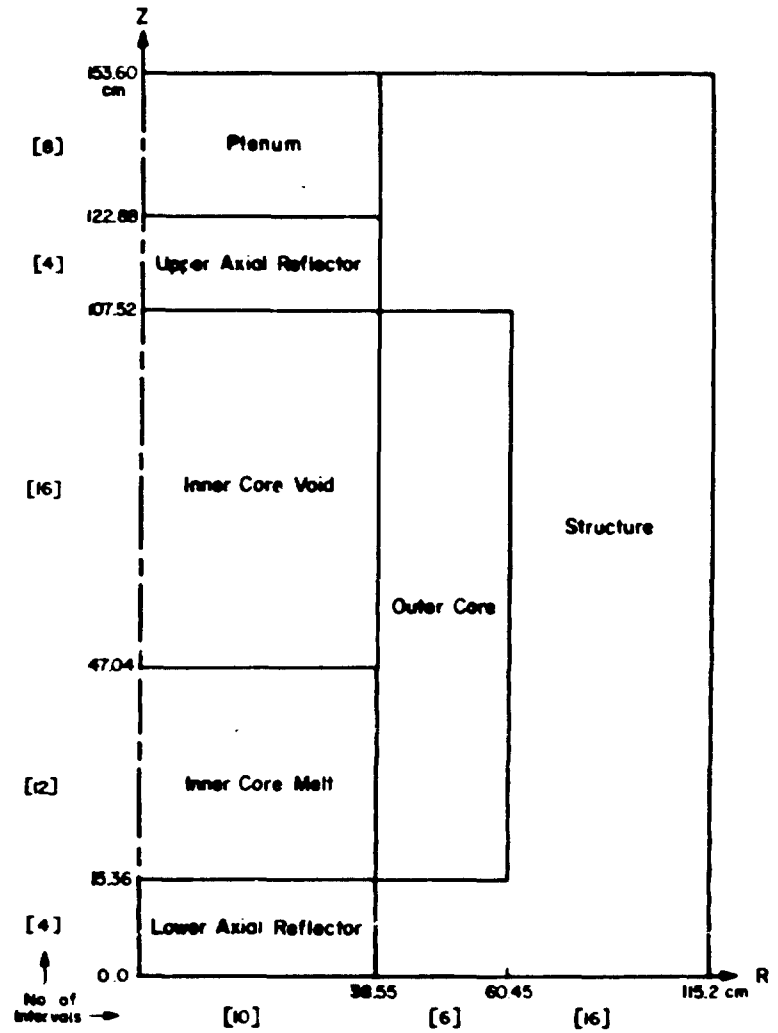 Z
153.60
cm
[8]
Plenum
122.88
[4]
Upper Axial Reflector
107.52
[16]
Inner Core Void
Structure
Outer Core
47.04
[12]
Inner Core Melt
15.36
[4]
Lower Axial Reflector
0.0
R
38.55
60.45
115.2 cm
No of
Intervals
[10]
[6]
[16]